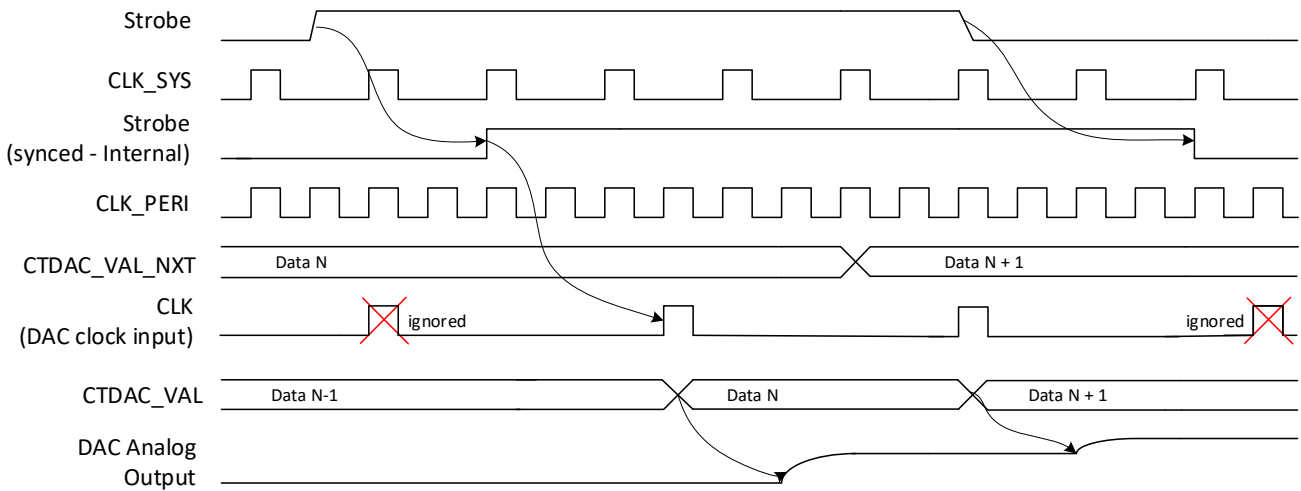 Strobe
CLK_SYS
Strobe
(synced - Internal)
CLK_PERI
CTDAC_VAL_NXT
Data N
Data N + 1
CLK
(DAC clock input)
ignored
ignored
CTDAC_VAL
Data N-1
Data N
Data N + 1
DAC Analog
Output